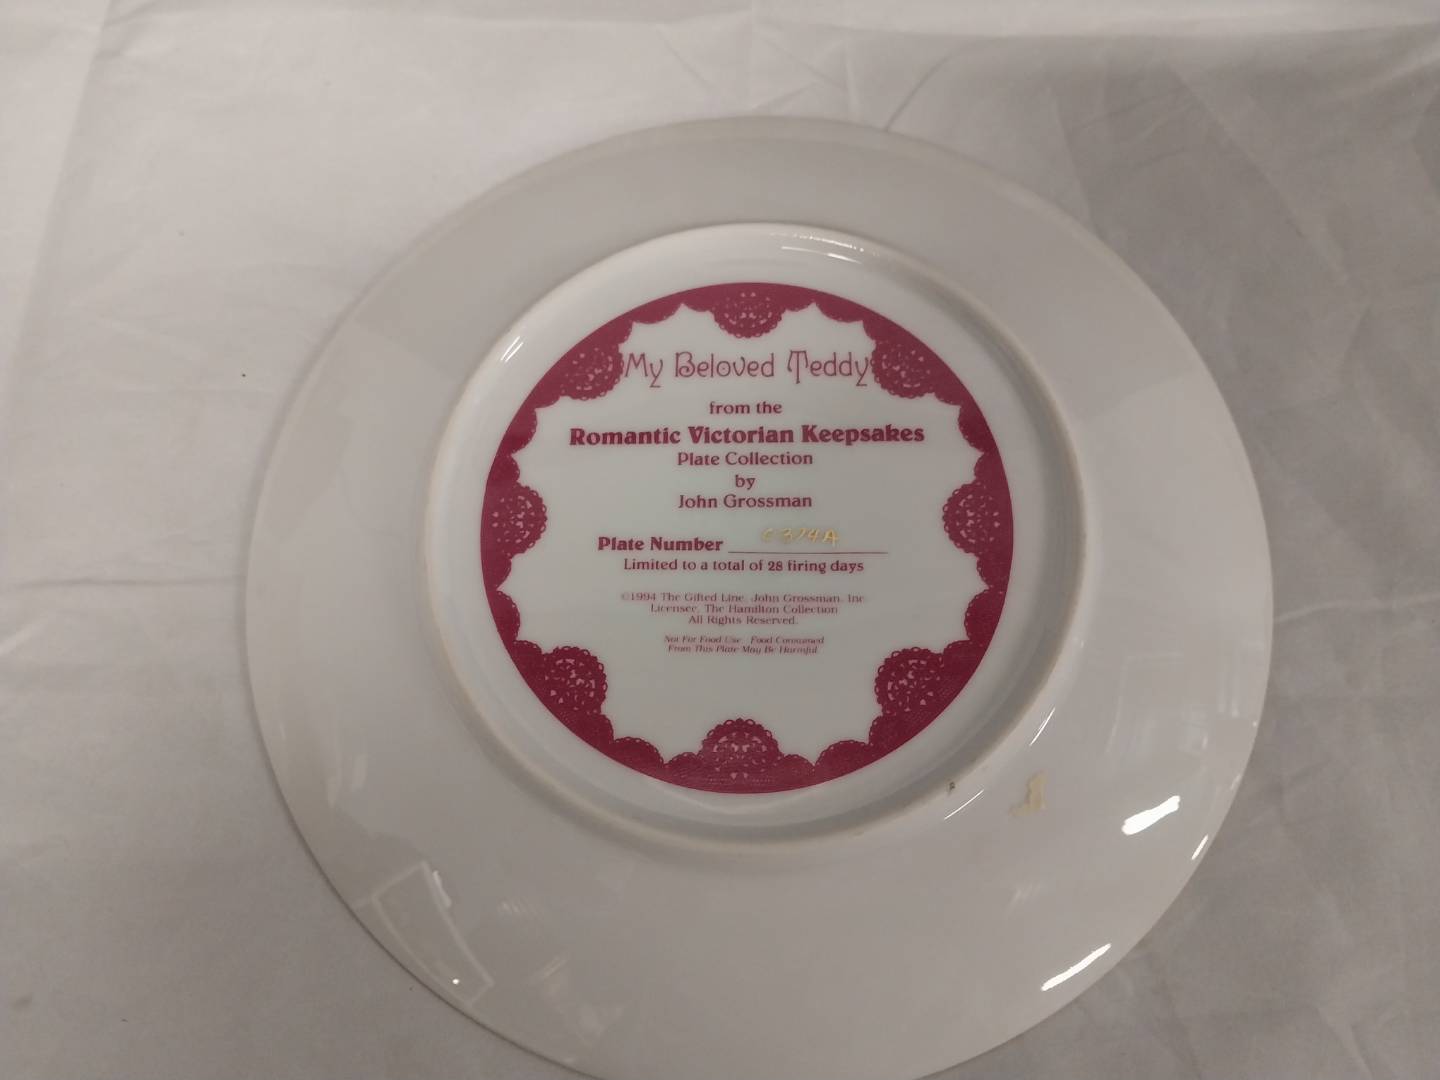 My Beloved Teddy
from the
Romantic Victorian Keepsakes
Plate Collection
by
John Grossman
Plate Number C374A
Limited to a total of 28 firing days
©1994 The Gifted Line, John Grossman, Inc.
Licensee, The Hamilton Collection
All Rights Reserved.
Not For Food Use. Food Consumed
From This Plate May Be Harmful.